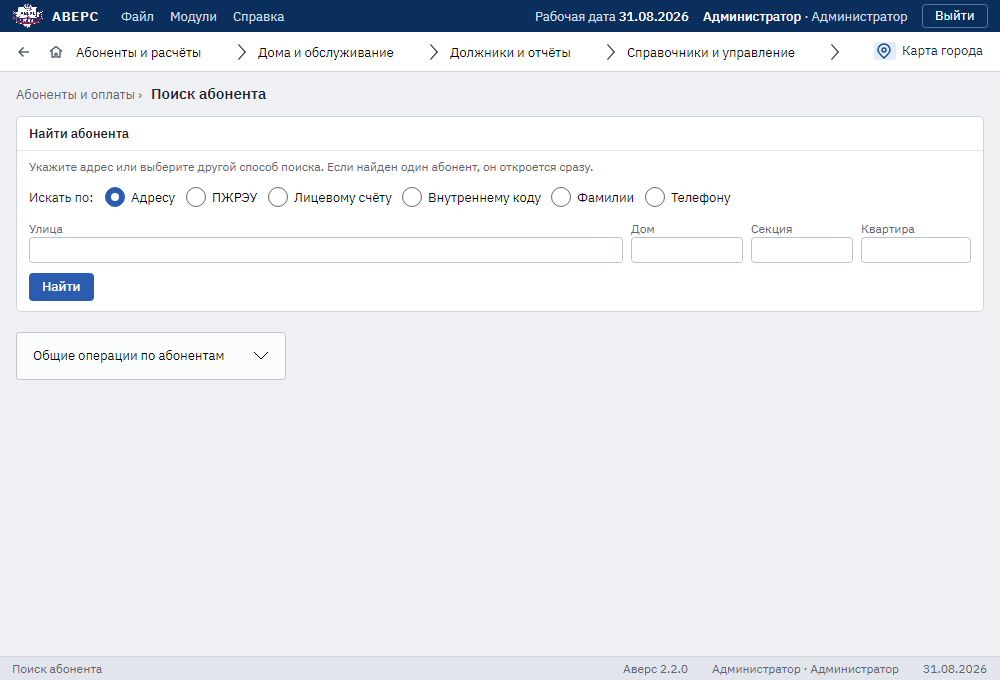 АВЕРС Файл Модули Справка Рабочая дата 31.08.2026 Администратор · Администратор Выйти
Абоненты и расчёты Дома и обслуживание Должники и отчёты Справочники и управление Карта города
Абоненты и оплаты › Поиск абонента
Найти абонента
Укажите адрес или выберите другой способ поиска. Если найден один абонент, он откроется сразу.
Искать по: Адресу ПЖРЭУ Лицевому счёту Внутреннему коду Фамилии Телефону
Улица Дом Секция Квартира
Найти
Общие операции по абонентам
Поиск абонента Аверс 2.2.0 Администратор · Администратор 31.08.2026